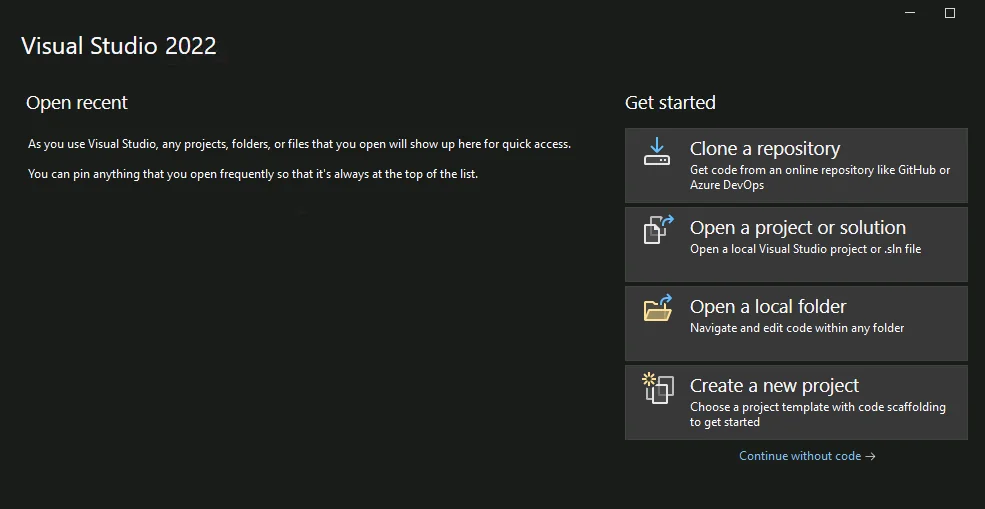 Visual Studio 2022
Open recent
As you use Visual Studio, any projects, folders, or files that you open will show up here for quick access.
You can pin anything that you open frequently so that it's always at the top of the list.
Get started
Clone a repository
Get code from an online repository like GitHub or
Azure DevOps
Open a project or solution
Open a local Visual Studio project or .sln file
Open a local folder
Navigate and edit code within any folder
Create a new project
Choose a project template with code scaffolding
to get started
Continue without code →